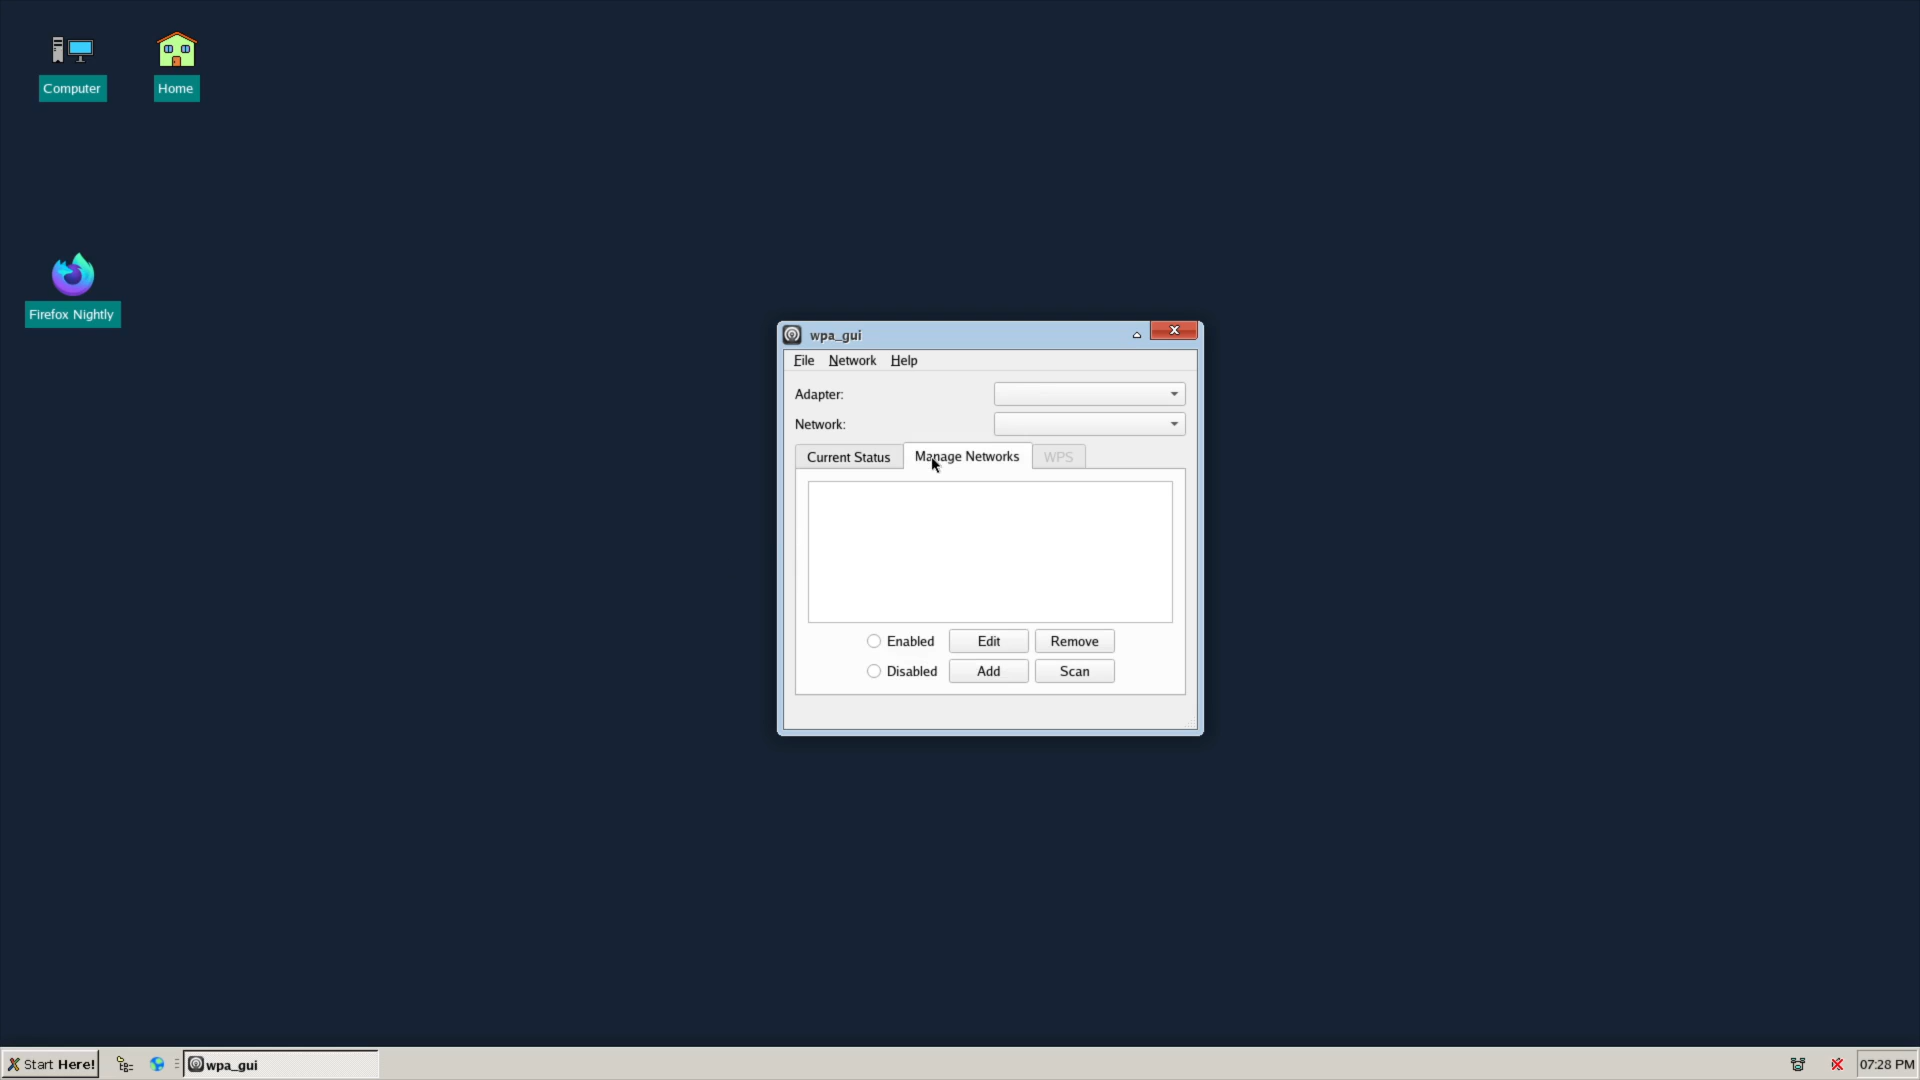 Computer
Home
Firefox Nightly
wpa_gui
File Network Help
Adapter:
Network:
Current Status Manage Networks WPS
Enabled Edit Remove
Disabled Add Scan
Start Here! wpa_gui 07:28 PM